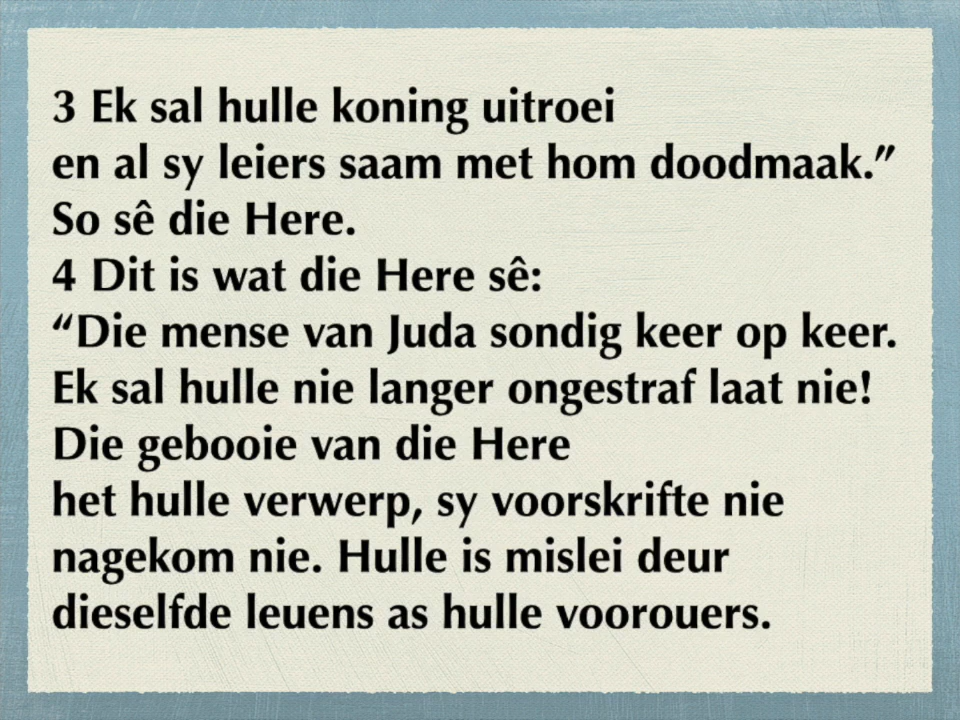 3 Ek sal hulle koning uitroei
en al sy leiers saam met hom doodmaak.”
So sê die Here.
4 Dit is wat die Here sê:
“Die mense van Juda sondig keer op keer.
Ek sal hulle nie langer ongestraf laat nie!
Die gebooie van die Here
het hulle verwerp, sy voorskrifte nie
nagekom nie. Hulle is mislei deur
dieselfde leuens as hulle voorouers.